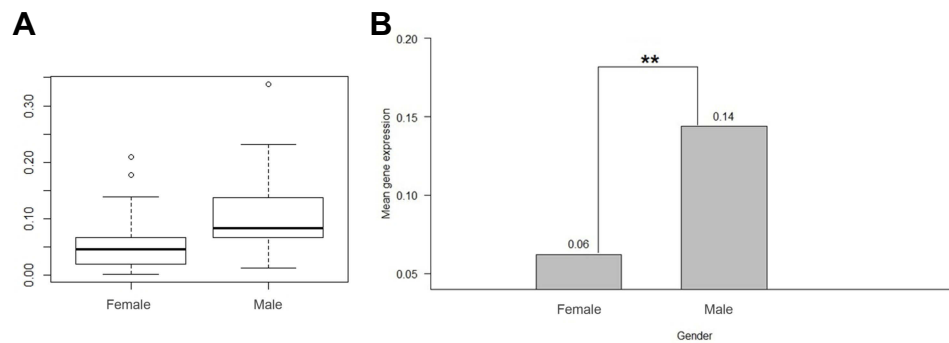 A
0.30
0.20
0.10
0.00
Female Male
B
Mean gene expression
0.20
0.15
0.10
0.05
**
0.06
0.14
Female Male
Gender